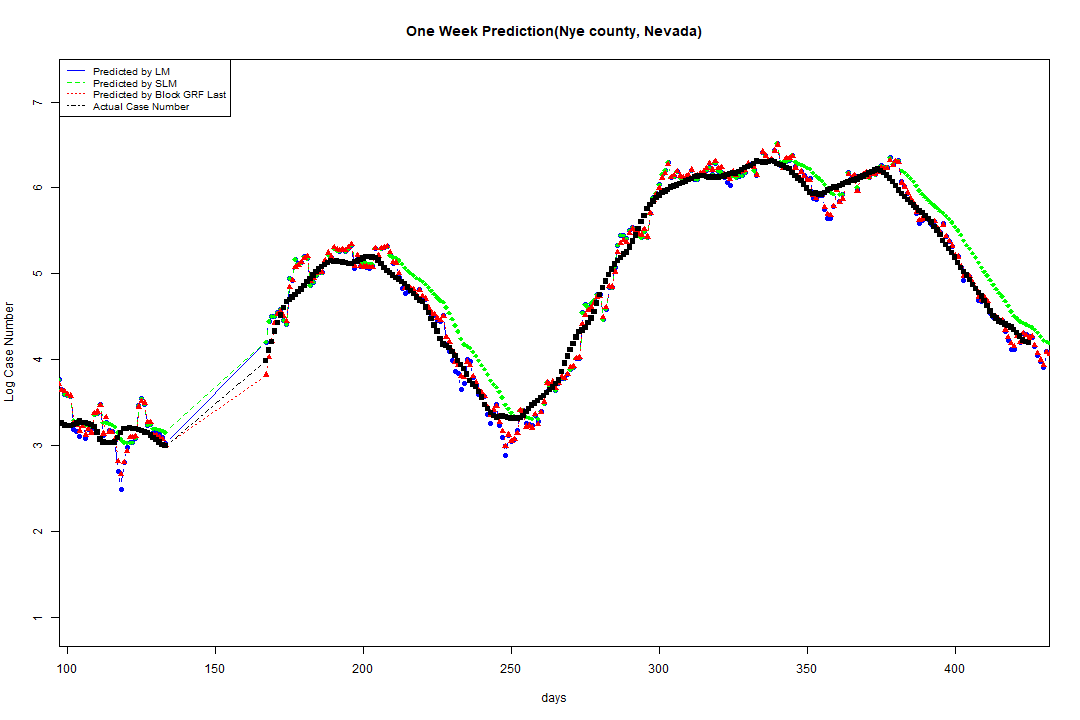 One Week Prediction(Nye county, Nevada)
Predicted by LM
Predicted by SLM
Predicted by Block GRF Last
Actual Case Number
7
6
5
4
3
2
1
Log Case Number
100 150 200 250 300 350 400
days